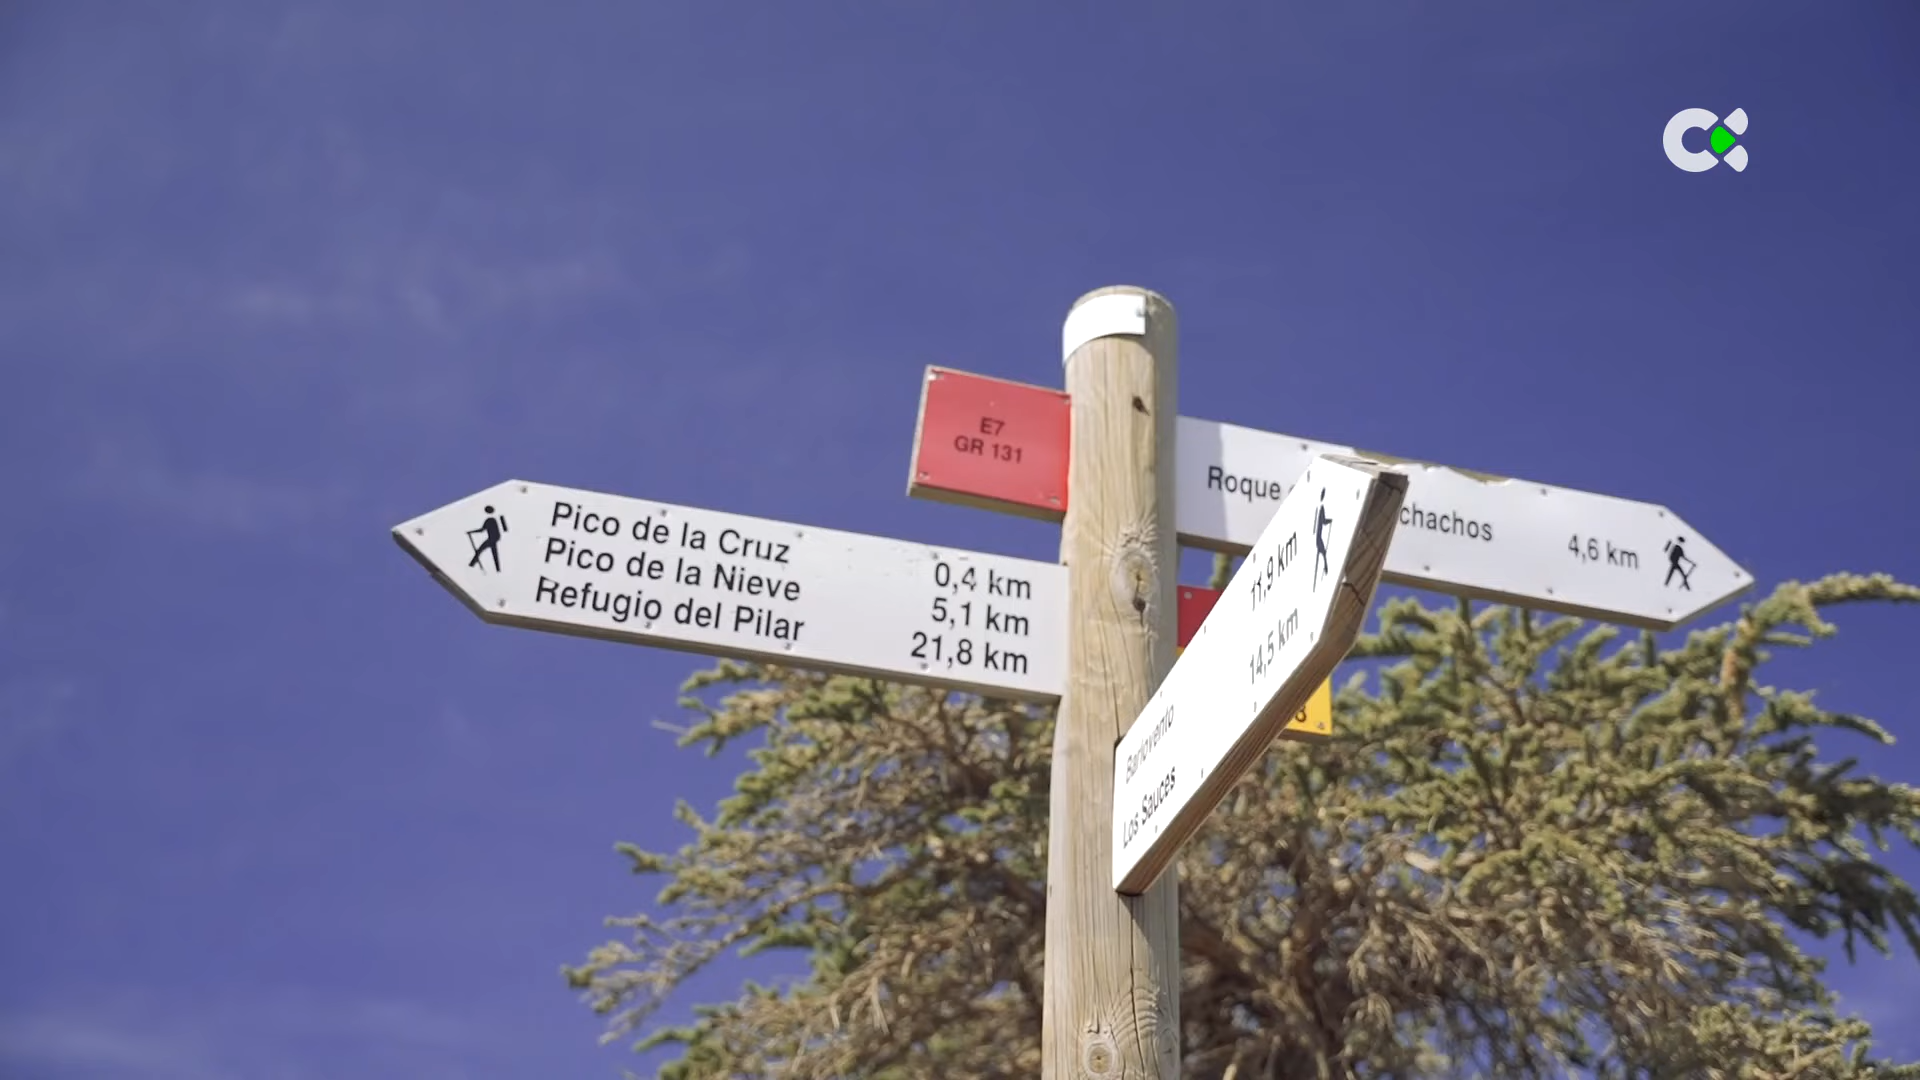 E7
GR 131
Pico de la Cruz 0,4 km
Pico de la Nieve 5,1 km
Refugio del Pilar 21,8 km
Roque chachos 4,6 km
Barlovento 11,9 km
Los Sauces 14,5 km
8